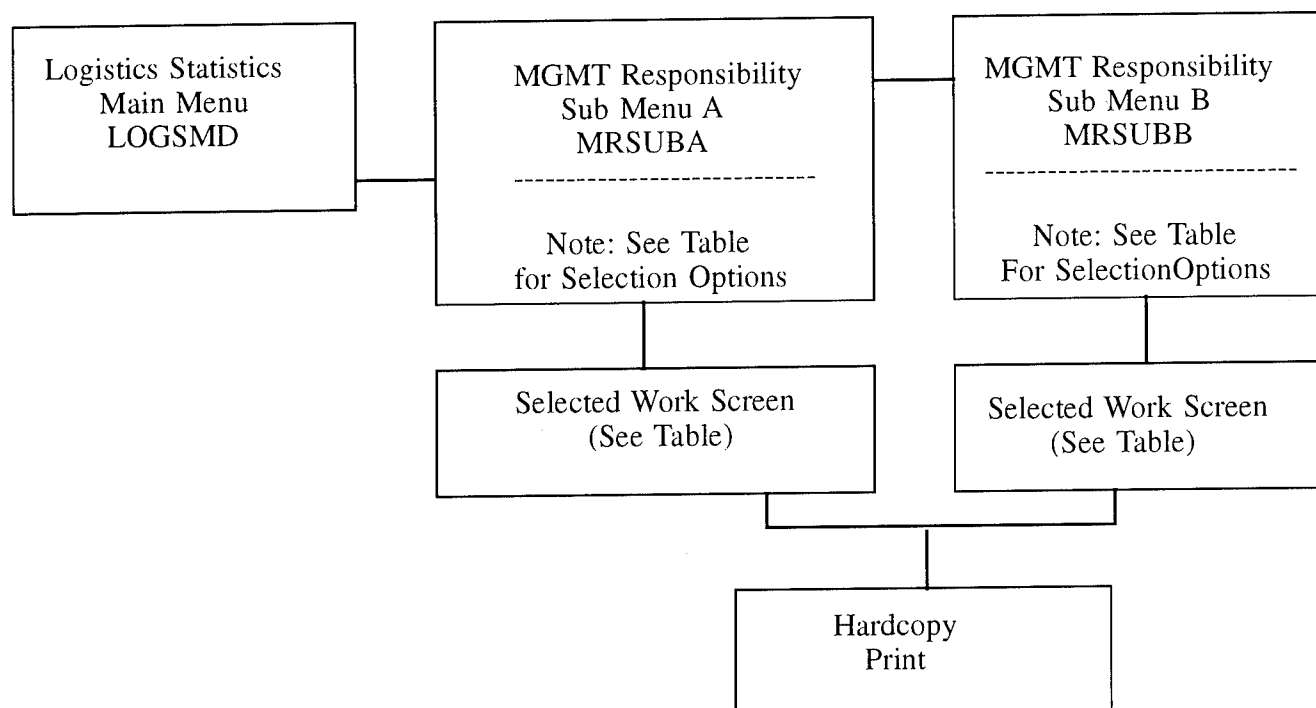 Logistics Statistics
Main Menu
LOGSMD
MGMT Responsibility
Sub Menu A
MRSUBA
------------------------------
Note: See Table
for Selection Options
MGMT Responsibility
Sub Menu B
MRSUBB
------------------------------
Note: See Table
For SelectionOptions
Selected Work Screen
(See Table)
Selected Work Screen
(See Table)
Hardcopy
Print